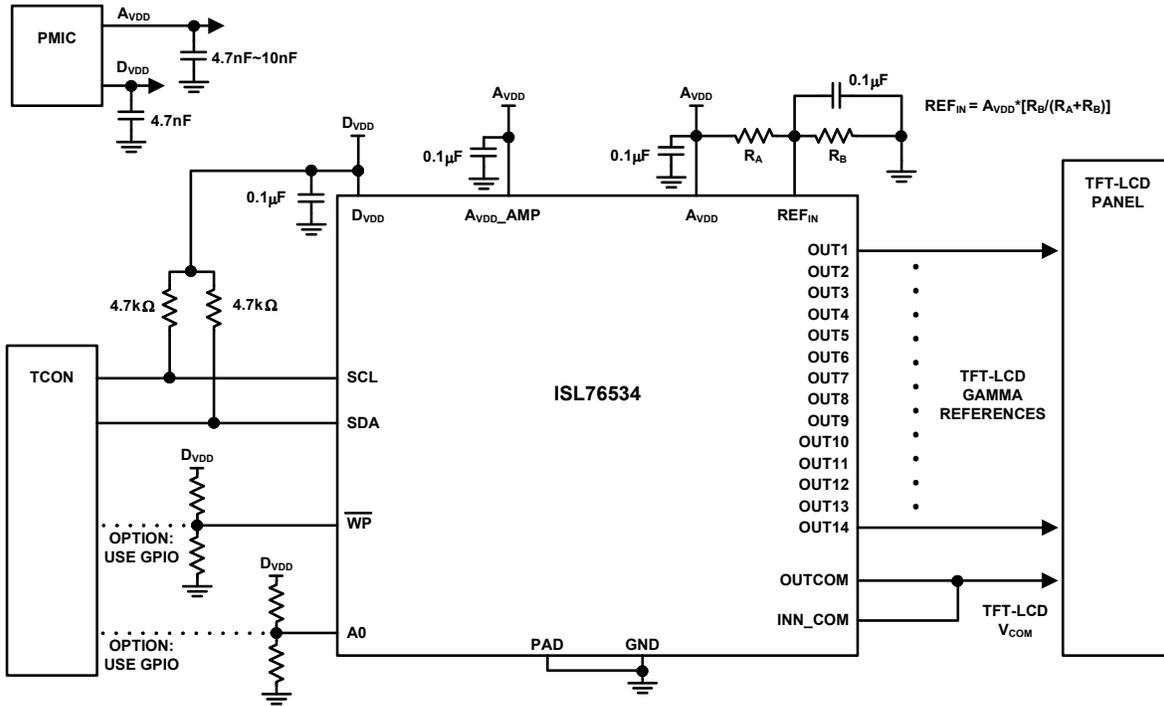 PMIC
AVDD
4.7nF~10nF
DVDD
4.7nF
DVDD
0.1µF
AVDD
0.1µF
AVDD
0.1µF
RA
0.1µF
RB
REFIN = AVDD*[RB/(RA+RB)]
4.7kΩ
4.7kΩ
TCON
DVDD
OPTION:
USE GPIO
DVDD
OPTION:
USE GPIO
DVDD
AVDD_AMP
AVDD
REFIN
SCL
SDA
WP
A0
ISL76534
PAD
GND
OUT1
OUT2
OUT3
OUT4
OUT5
OUT6
OUT7
OUT8
OUT9
OUT10
OUT11
OUT12
OUT13
OUT14
OUTCOM
INN_COM
TFT-LCD
GAMMA
REFERENCES
TFT-LCD
VCOM
TFT-LCD
PANEL